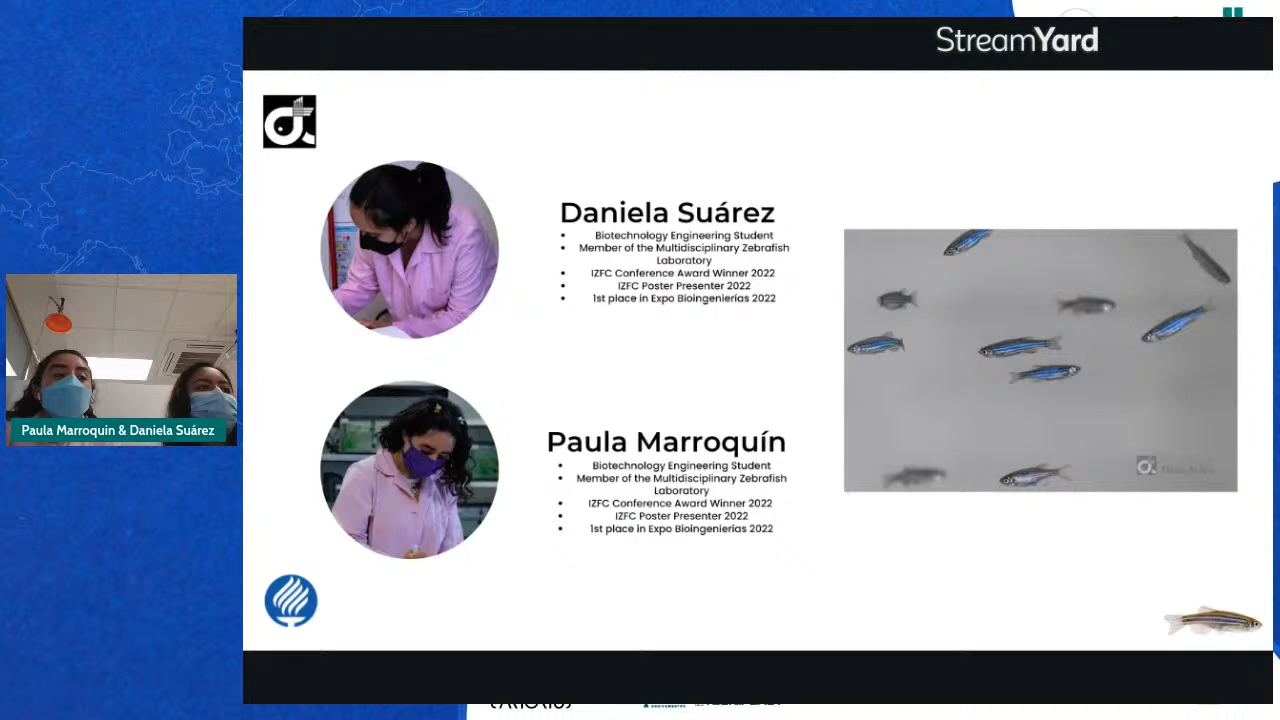 StreamYard
Daniela Suárez
• Biotechnology Engineering Student
• Member of the Multidisciplinary Zebrafish
Laboratory
• IZFC Conference Award Winner 2022
• IZFC Poster Presenter 2022
• 1st place in Expo Bioingenierías 2022
Paula Marroquin & Daniela Suárez
Paula Marroquín
• Biotechnology Engineering Student
• Member of the Multidisciplinary Zebrafish
Laboratory
• IZFC Conference Award Winner 2022
• IZFC Poster Presenter 2022
• 1st place in Expo Bioingenierías 2022